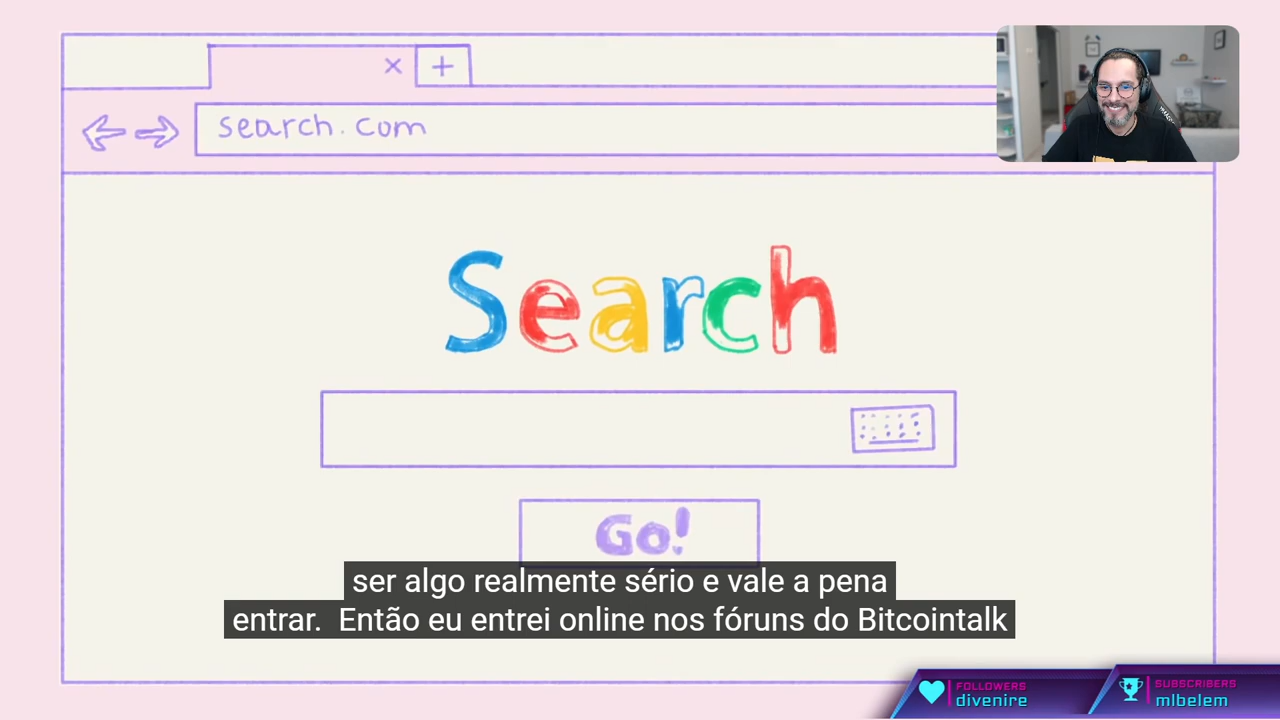 search.com
Search
Go!
ser algo realmente sério e vale a pena
entrar.  Então eu entrei online nos fóruns do Bitcointalk
FOLLOWERS
divenire
SUBSCRIBERS
mlbelem